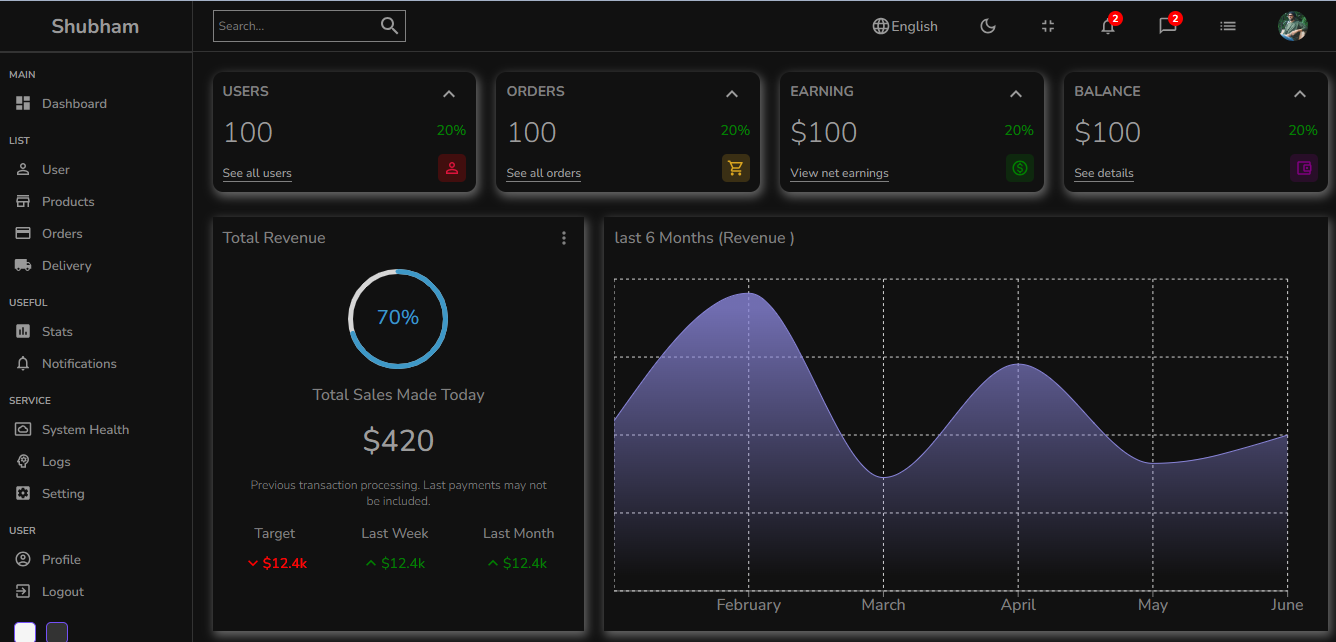 Shubham
Search...
English
2
2
MAIN
Dashboard
LIST
User
Products
Orders
Delivery
USEFUL
Stats
Notifications
SERVICE
System Health
Logs
Setting
USER
Profile
Logout
USERS
100
20%
See all users
ORDERS
100
20%
See all orders
EARNING
$100
20%
View net earnings
BALANCE
$100
20%
See details
Total Revenue
70%
Total Sales Made Today
$420
Previous transaction processing. Last payments may not
be included.
Target Last Week Last Month
$12.4k $12.4k $12.4k
last 6 Months (Revenue )
February March April May June